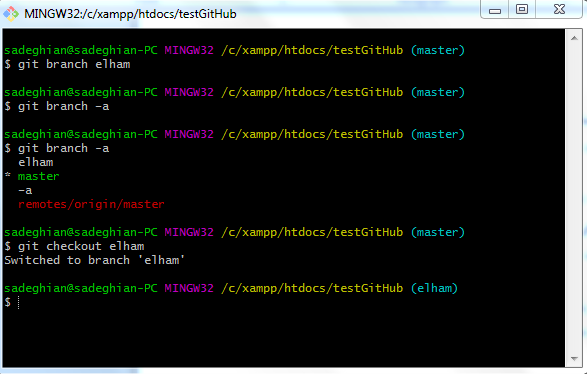 MINGW32:/c/xampp/htdocs/testGitHub
sadeghian@sadeghian-PC MINGW32 /c/xampp/htdocs/testGitHub (master)
$ git branch elham
sadeghian@sadeghian-PC MINGW32 /c/xampp/htdocs/testGitHub (master)
$ git branch –a
sadeghian@sadeghian-PC MINGW32 /c/xampp/htdocs/testGitHub (master)
$ git branch -a
elham
* master
–a
remotes/origin/master
sadeghian@sadeghian-PC MINGW32 /c/xampp/htdocs/testGitHub (master)
$ git checkout elham
Switched to branch 'elham'
sadeghian@sadeghian-PC MINGW32 /c/xampp/htdocs/testGitHub (elham)
$